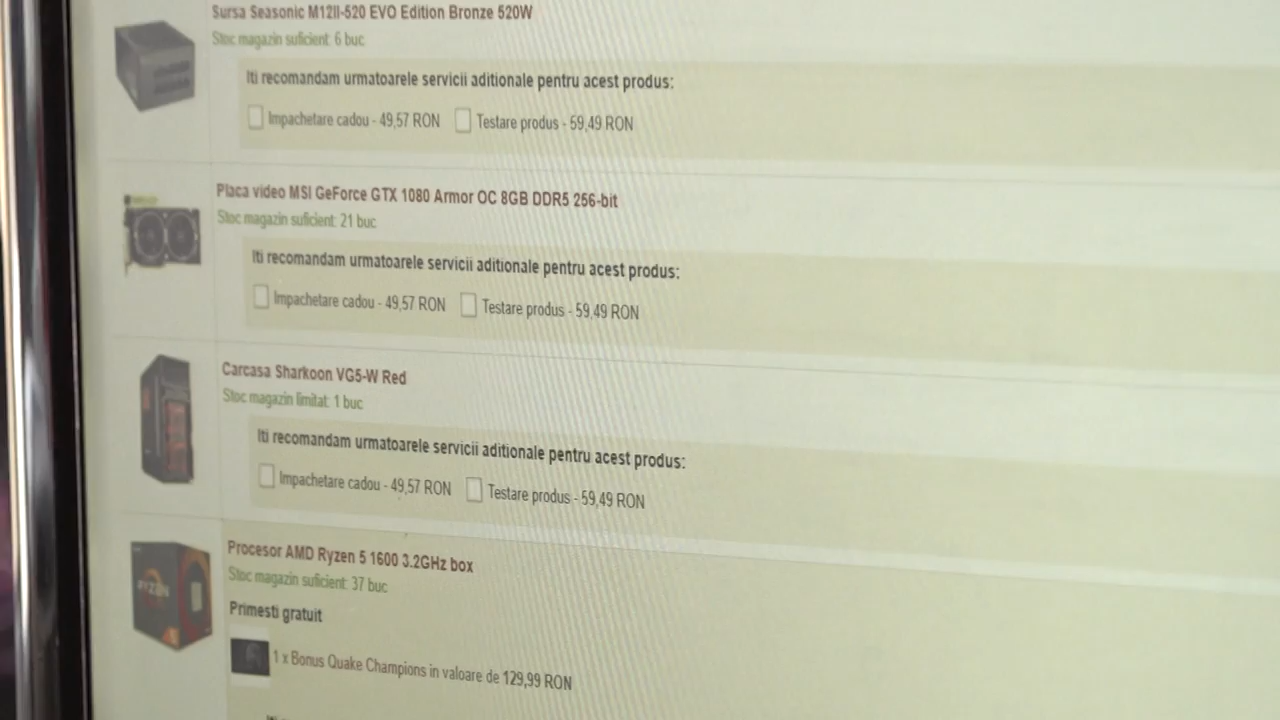 Sursa Seasonic M12II-520 EVO Edition Bronze 520W
Stoc magazin suficient: 6 buc
Iti recomandam urmatoarele servicii aditionale pentru acest produs:
Impachetare cadou - 49,57 RON Testare produs - 59,49 RON
Placa video MSI GeForce GTX 1080 Armor OC 8GB DDR5 256-bit
Stoc magazin suficient: 21 buc
Iti recomandam urmatoarele servicii aditionale pentru acest produs:
Impachetare cadou - 49,57 RON Testare produs - 59,49 RON
Carcasa Sharkoon VG5-W Red
Stoc magazin limitat: 1 buc
Iti recomandam urmatoarele servicii aditionale pentru acest produs:
Impachetare cadou - 49,57 RON Testare produs - 59,49 RON
Procesor AMD Ryzen 5 1600 3.2GHz box
Stoc magazin suficient: 37 buc
RYZEN
Primesti gratuit
1 x Bonus Quake Champions in valoare de 129,99 RON